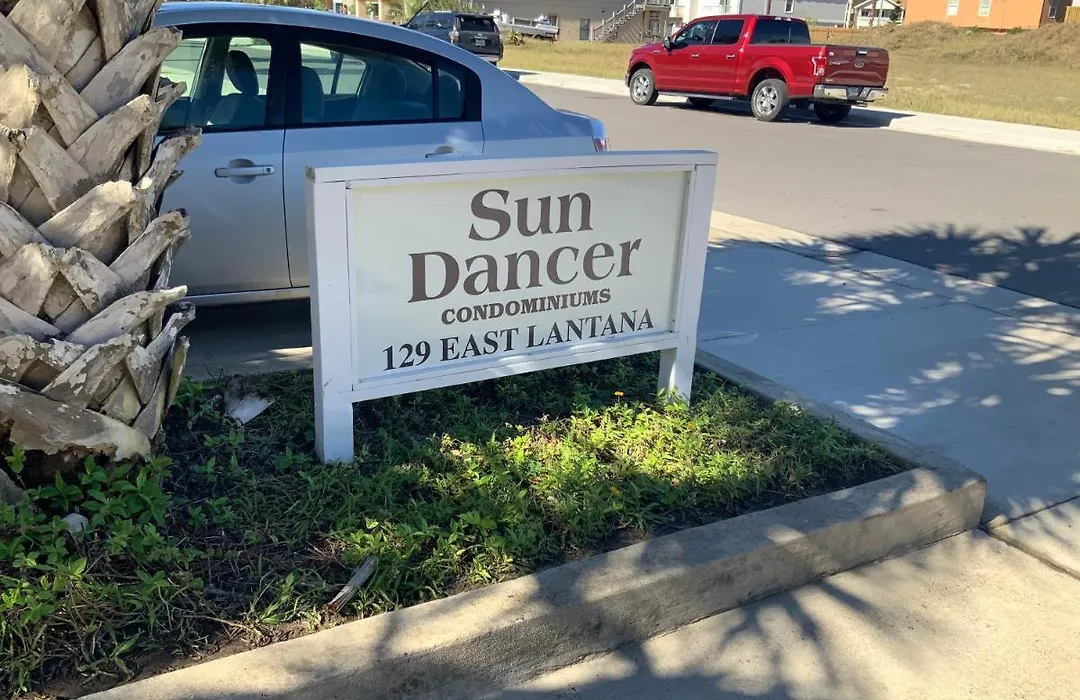 Sun
Dancer
CONDOMINIUMS
129 EAST LANTANA